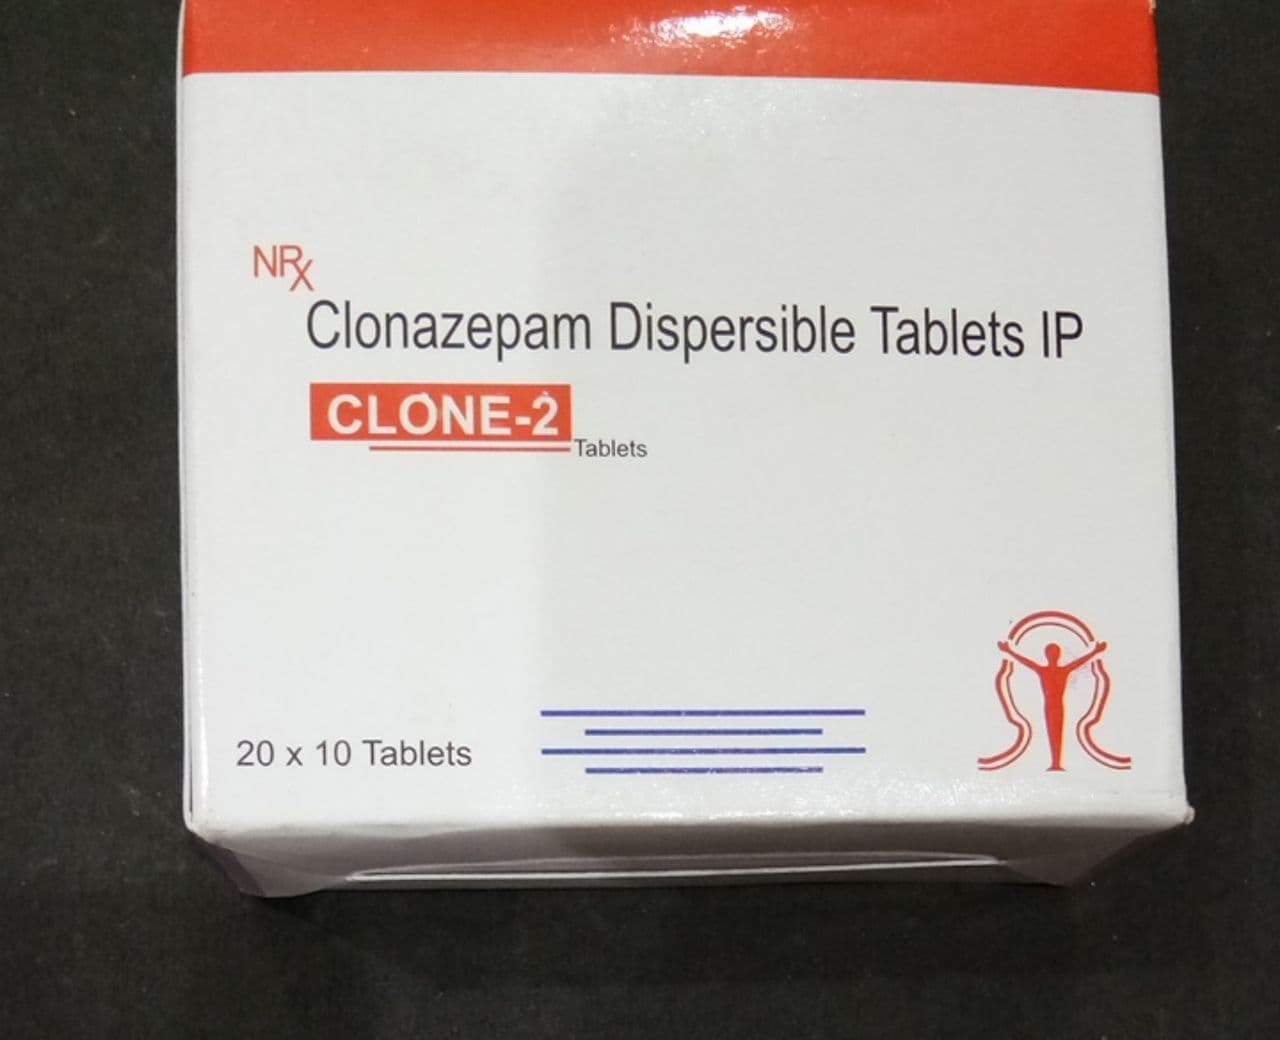 NRx
Clonazepam Dispersible Tablets IP
CLONE-2
Tablets
20 x 10 Tablets